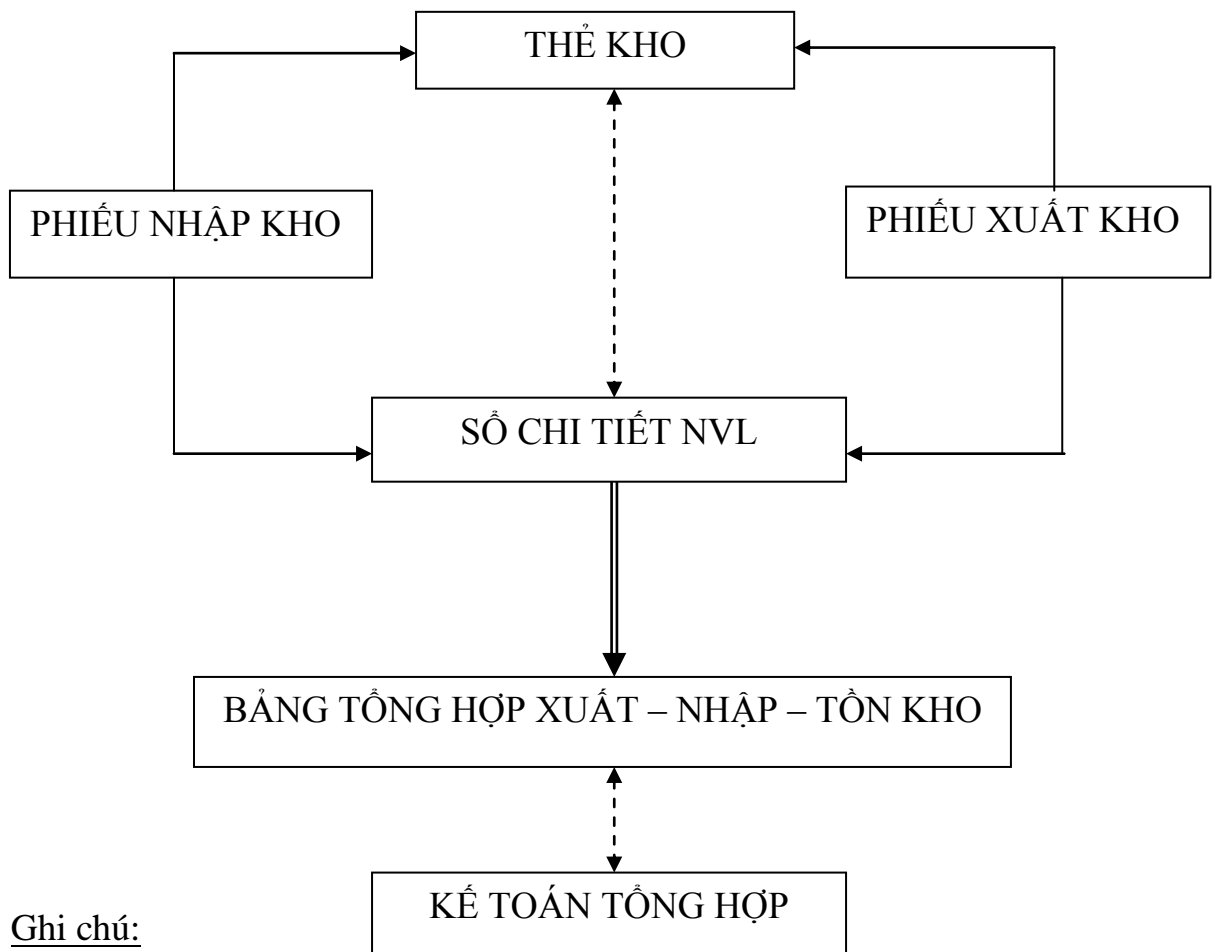 THẺ KHO
PHIẾU NHẬP KHO
PHIẾU XUẤT KHO
SỔ CHI TIẾT NVL
BẢNG TỔNG HỢP XUẤT – NHẬP – TỒN KHO
KẾ TOÁN TỔNG HỢP
Ghi chú: